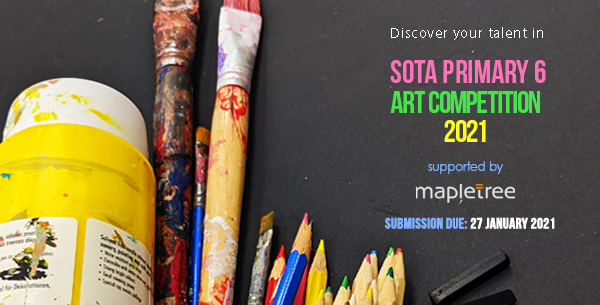 Discover your talent in
SOTA PRIMARY 6
ART COMPETITION
2021
supported by
mapletree
SUBMISSION DUE: 27 JANUARY 2021